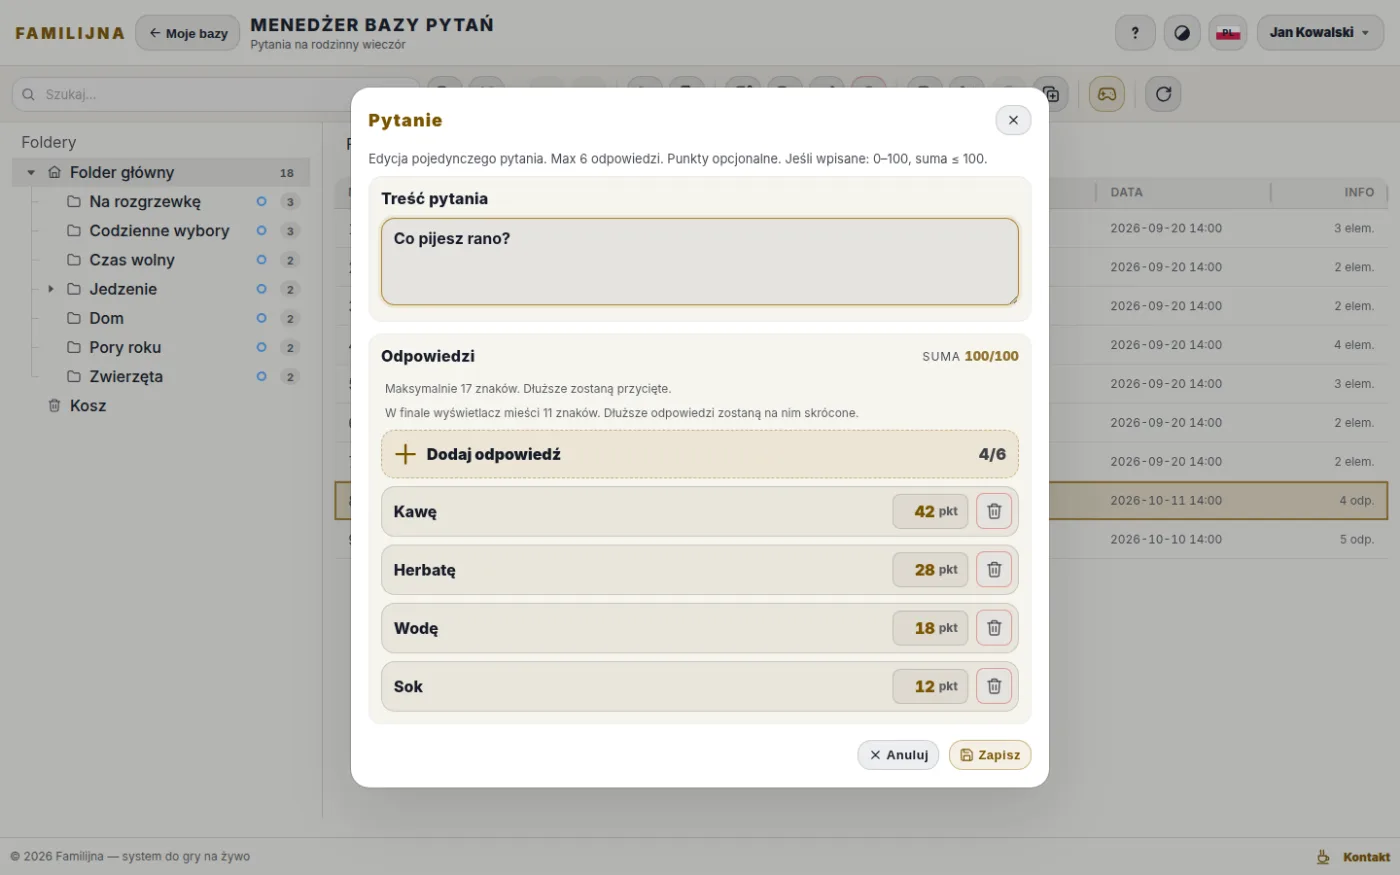 FAMILIJNA
Moje bazy
MENEDŻER BAZY PYTAŃ
Pytania na rodzinny wieczór
?
PL
Jan Kowalski
Szukaj...
Foldery
Folder główny 18
Na rozgrzewkę 3
Codzienne wybory 3
Czas wolny 2
Jedzenie 2
Dom 2
Pory roku 2
Zwierzęta 2
Kosz
DATA INFO
2026-09-20 14:00 3 elem.
2026-09-20 14:00 2 elem.
2026-09-20 14:00 2 elem.
2026-09-20 14:00 4 elem.
2026-09-20 14:00 3 elem.
2026-09-20 14:00 2 elem.
2026-09-20 14:00 2 elem.
2026-10-11 14:00 4 odp.
2026-10-10 14:00 5 odp.
Pytanie
Edycja pojedynczego pytania. Max 6 odpowiedzi. Punkty opcjonalne. Jeśli wpisane: 0–100, suma ≤ 100.
Treść pytania
Co pijesz rano?
Odpowiedzi SUMA 100/100
Maksymalnie 17 znaków. Dłuższe zostaną przycięte.
W finale wyświetlacz mieści 11 znaków. Dłuższe odpowiedzi zostaną na nim skrócone.
Dodaj odpowiedź 4/6
Kawę 42 pkt
Herbatę 28 pkt
Wodę 18 pkt
Sok 12 pkt
Anuluj Zapisz
© 2026 Familijna — system do gry na żywo
Kontakt